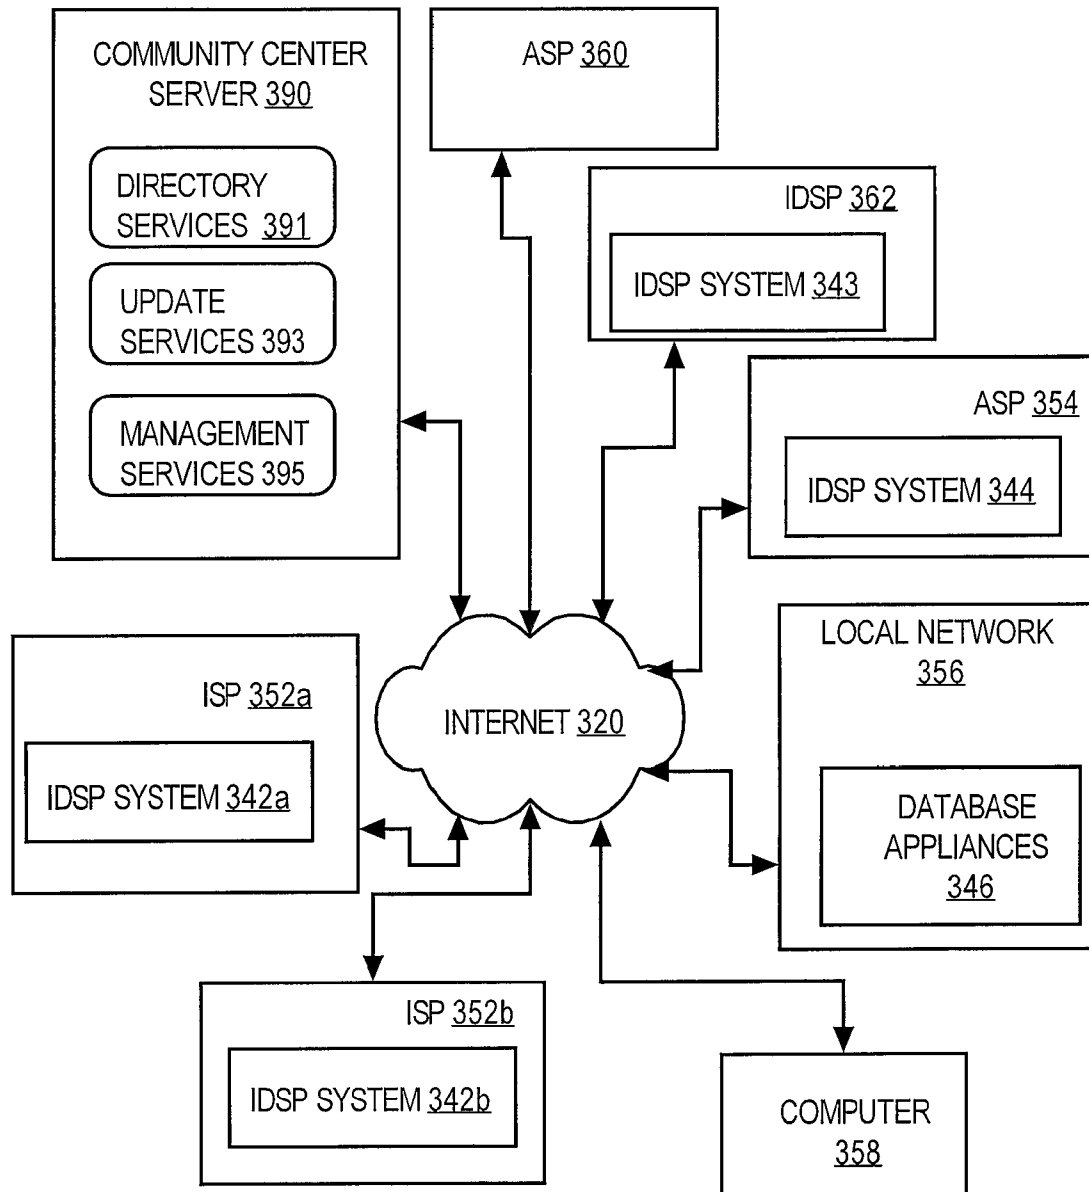 COMMUNITY CENTER
SERVER 390
DIRECTORY
SERVICES 391
UPDATE
SERVICES 393
MANAGEMENT
SERVICES 395
ASP 360
IDSP 362
IDSP SYSTEM 343
ASP 354
IDSP SYSTEM 344
LOCAL NETWORK
356
DATABASE
APPLIANCES
346
INTERNET 320
ISP 352a
IDSP SYSTEM 342a
ISP 352b
IDSP SYSTEM 342b
COMPUTER
358